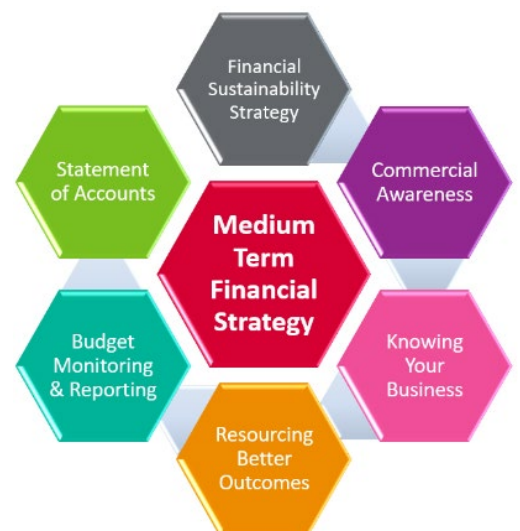 Financial
Sustainability
Strategy
Commercial
Awareness
Knowing
Your
Business
Resourcing
Better
Outcomes
Budget
Monitoring
& Reporting
Statement
of Accounts
Medium
Term
Financial
Strategy